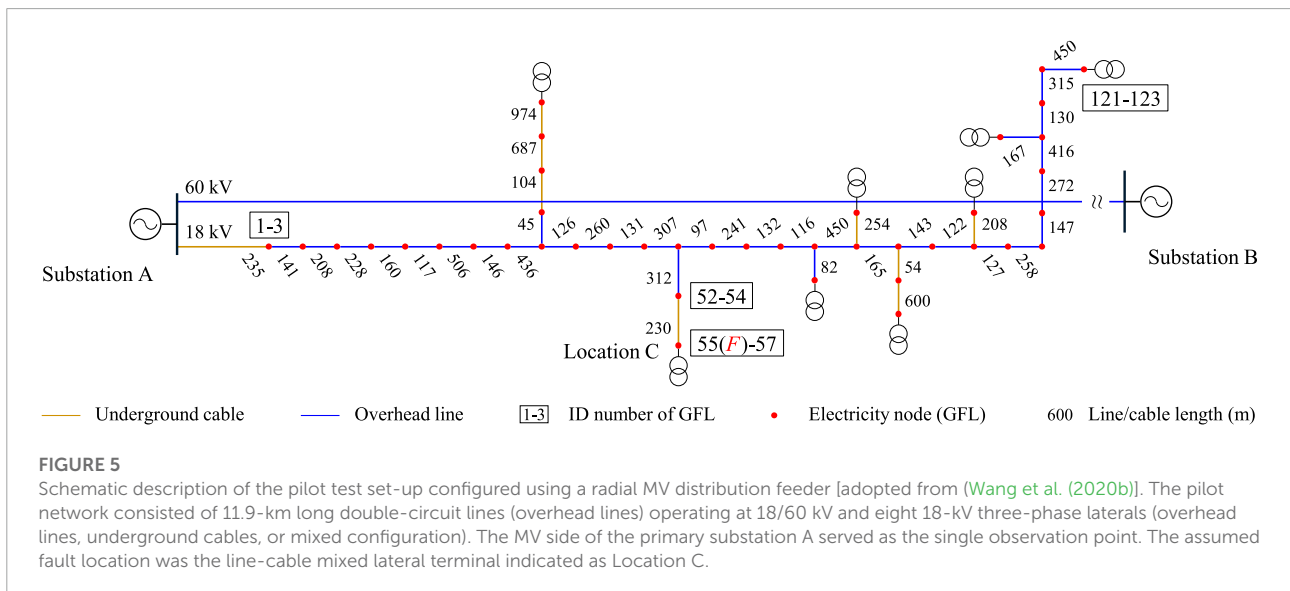 450
315
121-123
974
130
687
167
416
104
272
60 kV
18 kV
1-3
45
126
260
131
307
97
241
132
116
450
254
143
122
208
147
Substation A
235
141
208
228
160
117
506
146
436
312
82
165
54
127
258
Substation B
52-54
600
230
55(F)-57
Location C
Underground cable
Overhead line
1-3 ID number of GFL
Electricity node (GFL)
600 Line/cable length (m)
FIGURE 5
Schematic description of the pilot test set-up configured using a radial MV distribution feeder [adopted from (Wang et al. (2020b)]. The pilot
network consisted of 11.9-km long double-circuit lines (overhead lines) operating at 18/60 kV and eight 18-kV three-phase laterals (overhead
lines, underground cables, or mixed configuration). The MV side of the primary substation A served as the single observation point. The assumed
fault location was the line-cable mixed lateral terminal indicated as Location C.